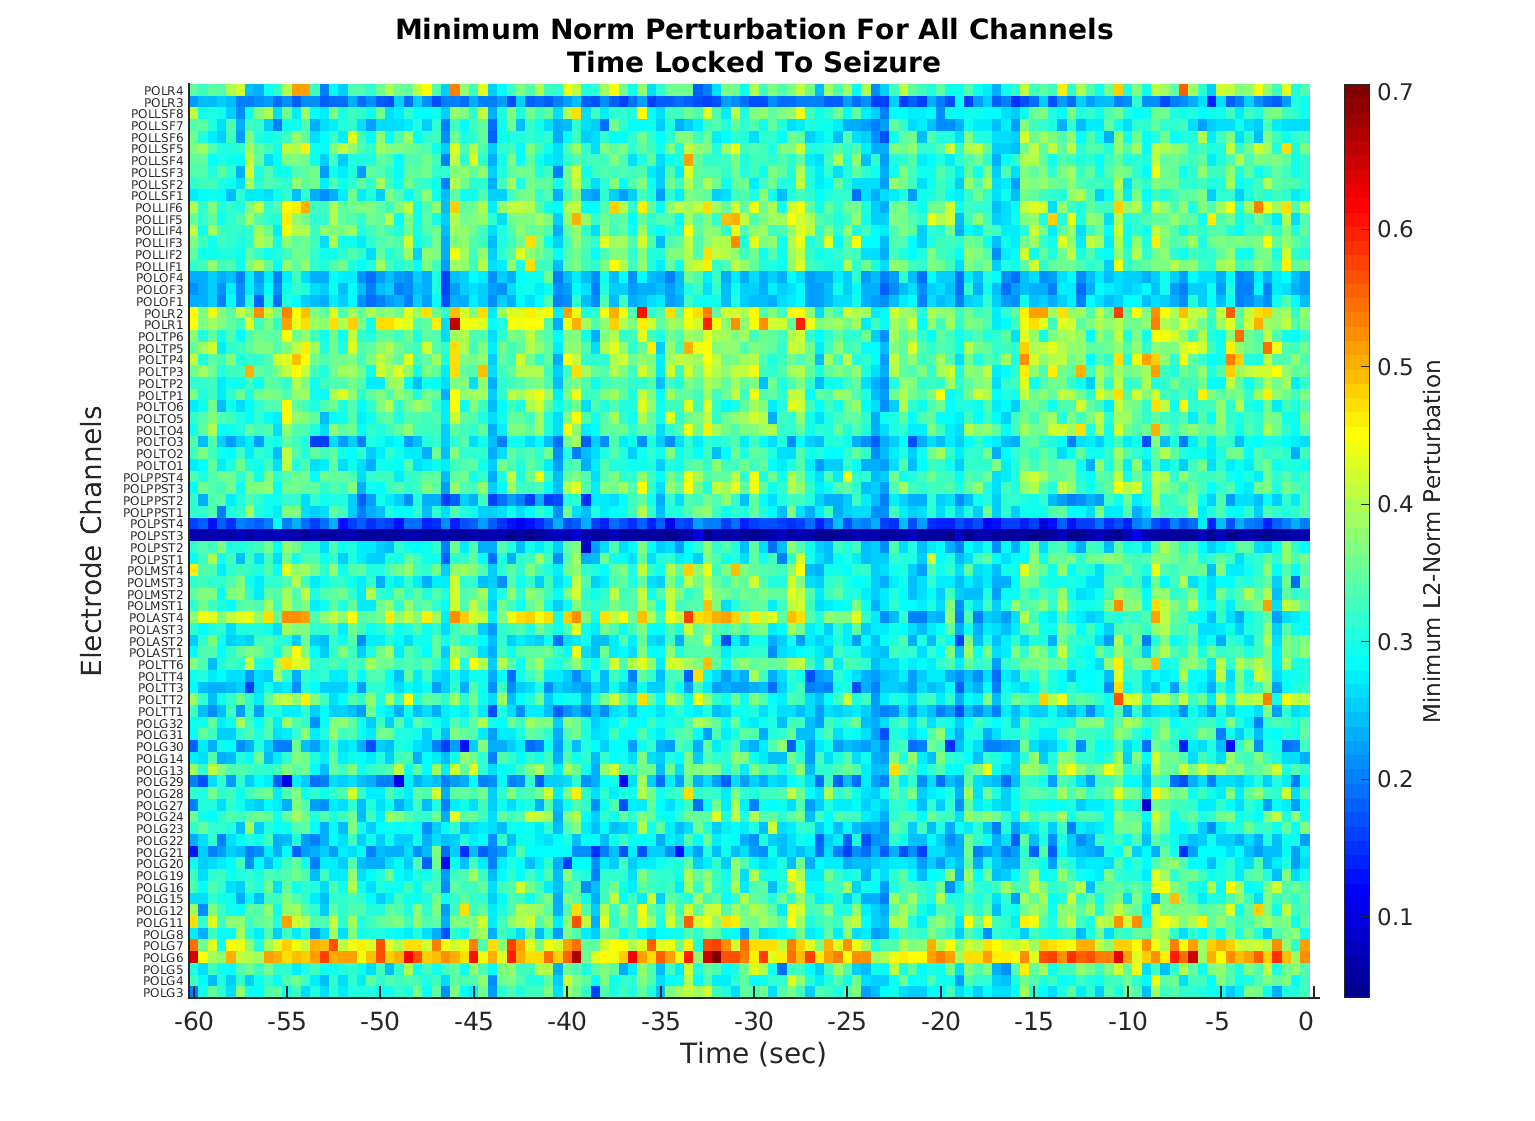 Minimum Norm Perturbation For All Channels
Time Locked To Seizure
Electrode Channels
POLR4
POLR3
POLLSF8
POLLSF7
POLLSF6
POLLSF5
POLLSF4
POLLSF3
POLLSF2
POLLSF1
POLLIF6
POLLIF5
POLLIF4
POLLIF3
POLLIF2
POLLIF1
POLOF4
POLOF3
POLOF1
POLR2
POLR1
POLTP6
POLTP5
POLTP4
POLTP3
POLTP2
POLTP1
POLTO6
POLTO5
POLTO4
POLTO3
POLTO2
POLTO1
POLPPST4
POLPPST3
POLPPST2
POLPPST1
POLPST4
POLPST3
POLPST2
POLPST1
POLMST4
POLMST3
POLMST2
POLMST1
POLAST4
POLAST3
POLAST2
POLAST1
POLTT6
POLTT4
POLTT3
POLTT2
POLTT1
POLG32
POLG31
POLG30
POLG14
POLG13
POLG29
POLG28
POLG27
POLG24
POLG23
POLG22
POLG21
POLG20
POLG19
POLG16
POLG15
POLG12
POLG11
POLG8
POLG7
POLG6
POLG5
POLG4
POLG3
-60 -55 -50 -45 -40 -35 -30 -25 -20 -15 -10 -5 0
Time (sec)
0.7
0.6
0.5
0.4
0.3
0.2
0.1
Minimum L2-Norm Perturbation